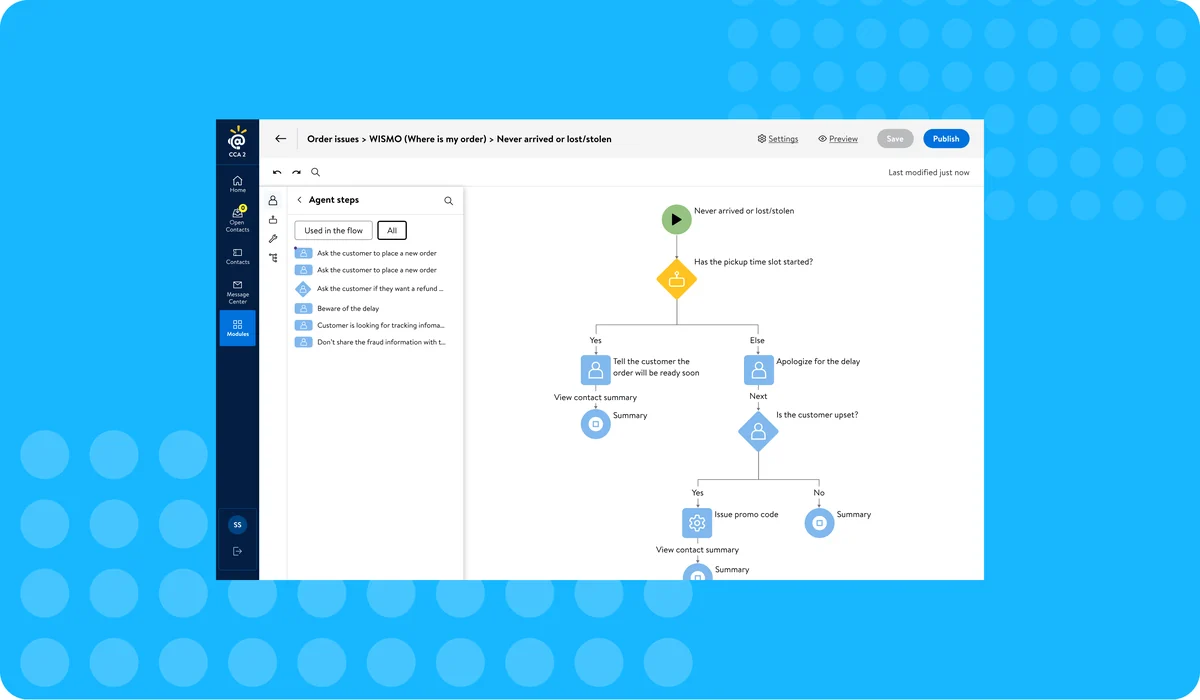 CCA 2
Order issues > WISMO (Where is my order) > Never arrived or lost/stolen
Settings
Preview
Save
Publish
Last modified just now
Home
5
Open
Contacts
Contacts
Message
Center
Modules
SS
Agent steps
Used in the flow
All
Ask the customer to place a new order
Ask the customer to place a new order
Ask the customer if they want a refund ...
Beware of the delay
Customer is looking for tracking infoma...
Don't share the fraud information with t...
Never arrived or lost/stolen
Has the pickup time slot started?
Yes
Else
Tell the customer the
order will be ready soon
Apologize for the delay
View contact summary
Next
Summary
Is the customer upset?
Yes
No
Issue promo code
Summary
View contact summary
Summary